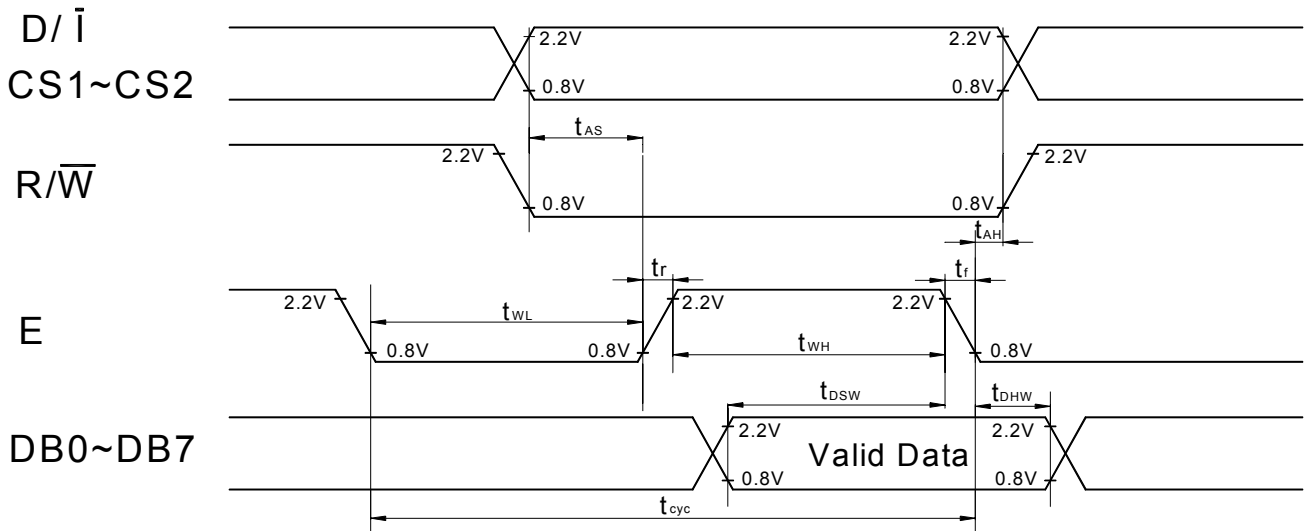 D/ Ī
2.2V 2.2V
CS1~CS2
0.8V 0.8V
tAS
2.2V 2.2V
R/W̅
0.8V 0.8V
tAH
tr tf
2.2V 2.2V 2.2V
tWL
E
0.8V 0.8V 0.8V
tWH
tDSW tDHW
2.2V 2.2V
DB0~DB7 Valid Data
0.8V 0.8V
tcyc